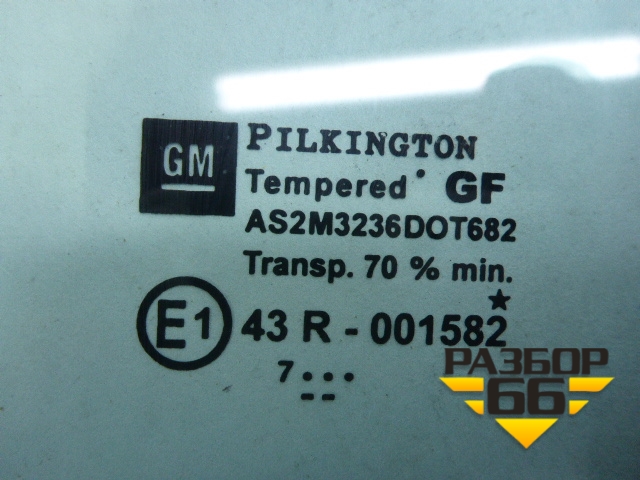 GM
PILKINGTON
Tempered GF
AS2M3236DOT682
Transp. 70 % min.
E1 43 R - 001582
7...
--
РАЗБОР
66